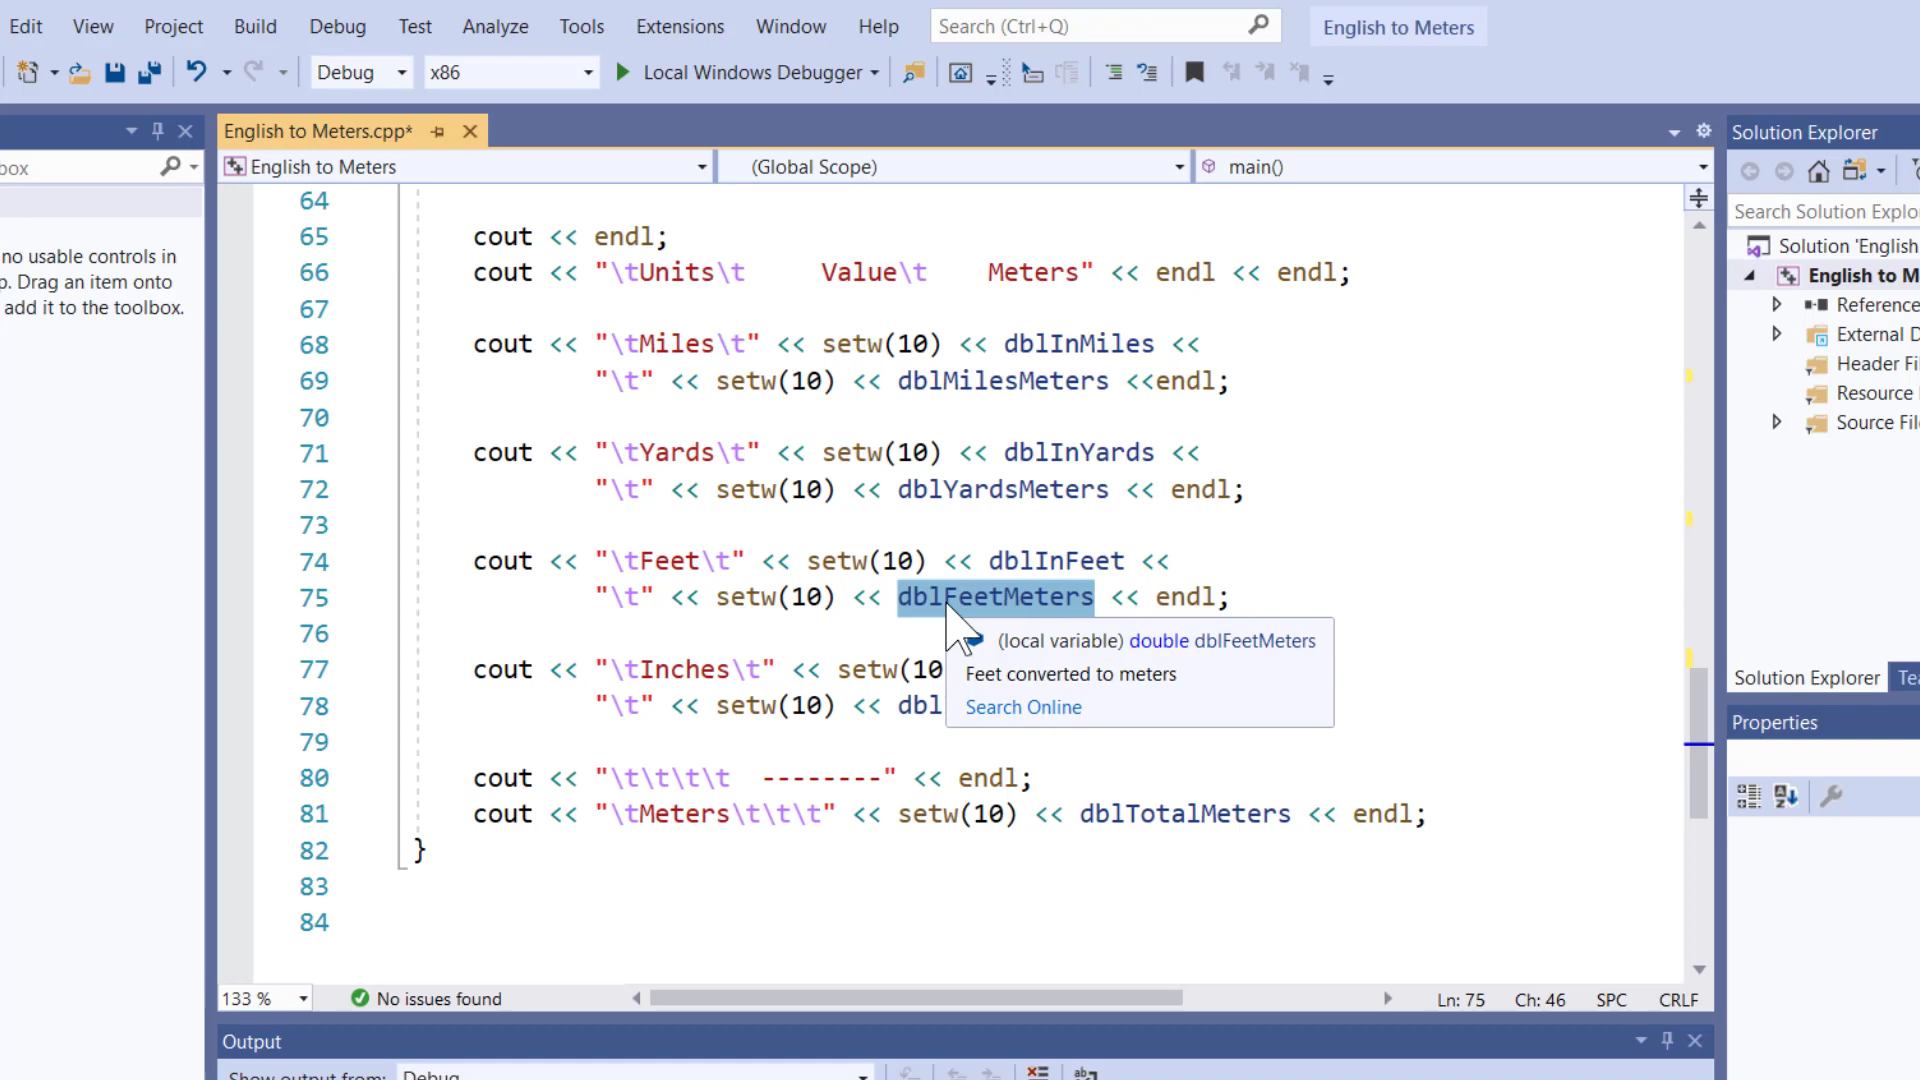 Edit View Project Build Debug Test Analyze Tools Extensions Window Help Search (Ctrl+Q) English to Meters
Debug x86 Local Windows Debugger
English to Meters.cpp*
box
English to Meters (Global Scope) main()
no usable controls in
p. Drag an item onto
add it to the toolbox.
64
65 cout << endl;
66 cout << "\tUnits\t     Value\t    Meters" << endl << endl;
67
68 cout << "\tMiles\t" << setw(10) << dblInMiles <<
69 "\t" << setw(10) << dblMilesMeters <<endl;
70
71 cout << "\tYards\t" << setw(10) << dblInYards <<
72 "\t" << setw(10) << dblYardsMeters << endl;
73
74 cout << "\tFeet\t" << setw(10) << dblInFeet <<
75 "\t" << setw(10) << dblFeetMeters << endl;
76
(local variable) double dblFeetMeters
Feet converted to meters
Search Online
77 cout << "\tInches\t" << setw(10
78 "\t" << setw(10) << dbl
79
80 cout << "\t\t\t\t  --------" << endl;
81 cout << "\tMeters\t\t\t" << setw(10) << dblTotalMeters << endl;
82 }
83
84
133 % No issues found Ln: 75 Ch: 46 SPC CRLF
Output
Show output from: Debug
Solution Explorer
Search Solution Explo
Solution 'English
English to M
Reference
External D
Header Fi
Resource
Source Fil
Solution Explorer Tea
Properties